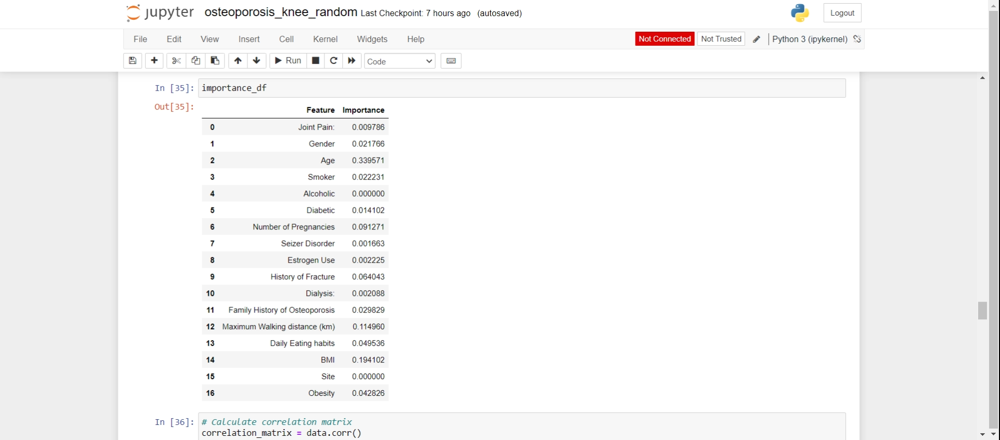 jupyter osteoporosis_knee_random Last Checkpoint: 7 hours ago (autosaved) Logout
File Edit View Insert Cell Kernel Widgets Help Not Connected Not Trusted Python 3 (ipykernel)
Run Code
In [35]: importance_df
Out[35]:
Feature Importance
0 Joint Pain: 0.009786
1 Gender 0.021766
2 Age 0.339571
3 Smoker 0.022231
4 Alcoholic 0.000000
5 Diabetic 0.014102
6 Number of Pregnancies 0.091271
7 Seizer Disorder 0.001663
8 Estrogen Use 0.002225
9 History of Fracture 0.064043
10 Dialysis: 0.002088
11 Family History of Osteoporosis 0.029829
12 Maximum Walking distance (km) 0.114960
13 Daily Eating habits 0.049536
14 BMI 0.194102
15 Site 0.000000
16 Obesity 0.042826
In [36]: # Calculate correlation matrix
correlation_matrix = data.corr()